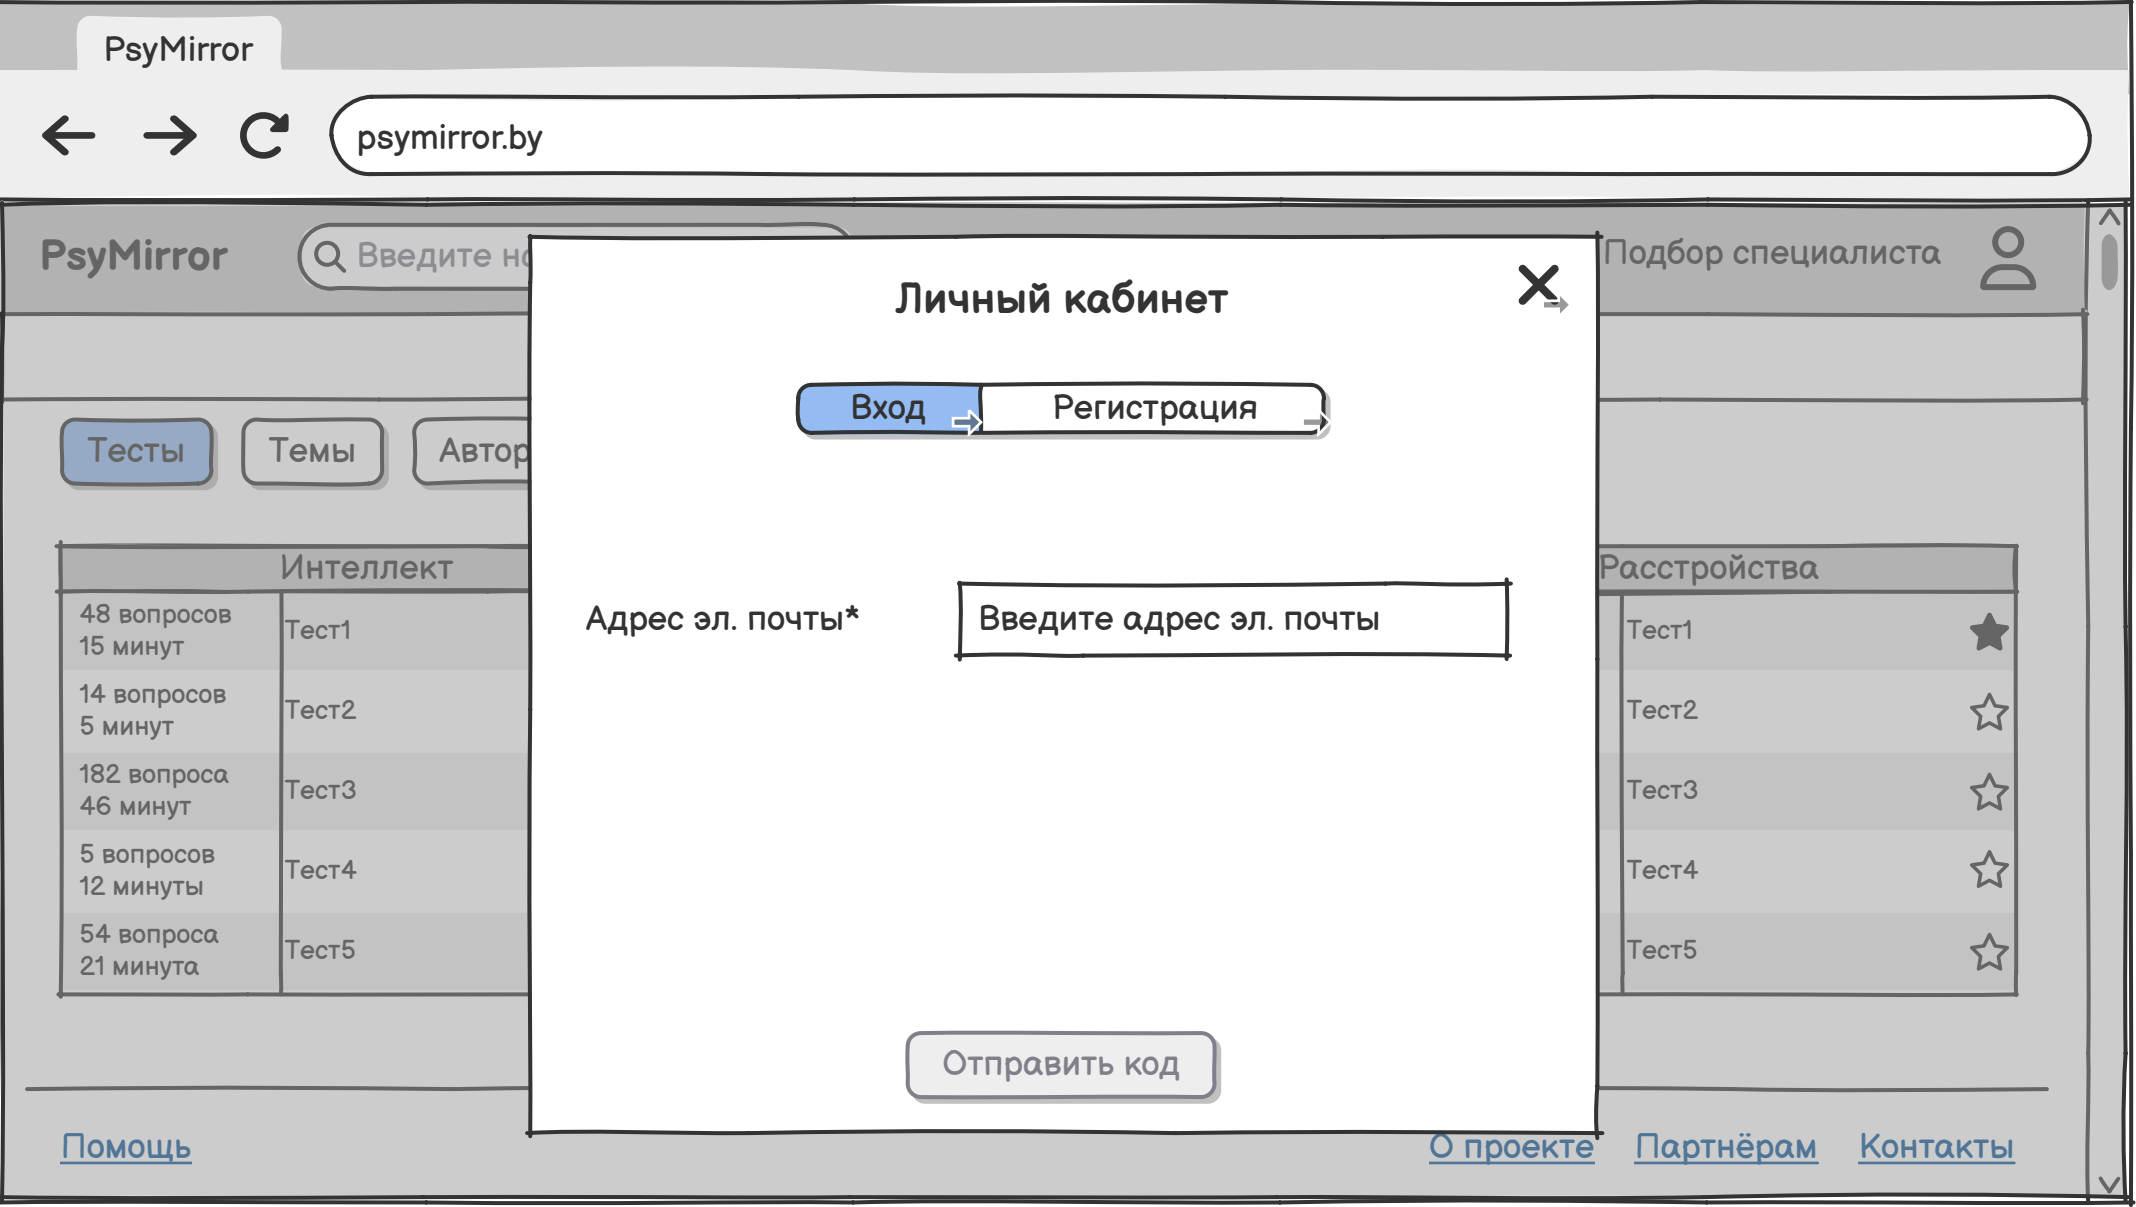 PsyMirror
psymirror.by
PsyMirror
Введите
Подбор специалиста
Личный кабинет
Вход
Регистрация
Тесты
Темы
Адрес эл. почты*
Введите адрес эл. почты
Отправить код
Интеллект
48 вопросов
15 минут
Тест1
14 вопросов
5 минут
Тест2
182 вопроса
46 минут
Тест3
5 вопросов
12 минуты
Тест4
54 вопроса
21 минута
Тест5
Расстройства
Тест1
Тест2
Тест3
Тест4
Тест5
Помощь
О проекте
Партнёрам
Контакты